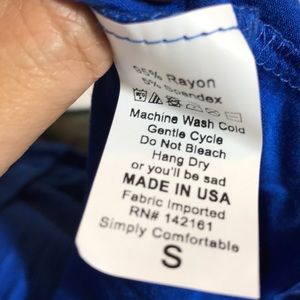 95% Rayon
5% Spandex
Machine Wash Cold
Gentle Cycle
Do Not Bleach
Hang Dry
or you'll be sad
MADE IN USA
Fabric Imported
RN# 142161
Simply Comfortable
S